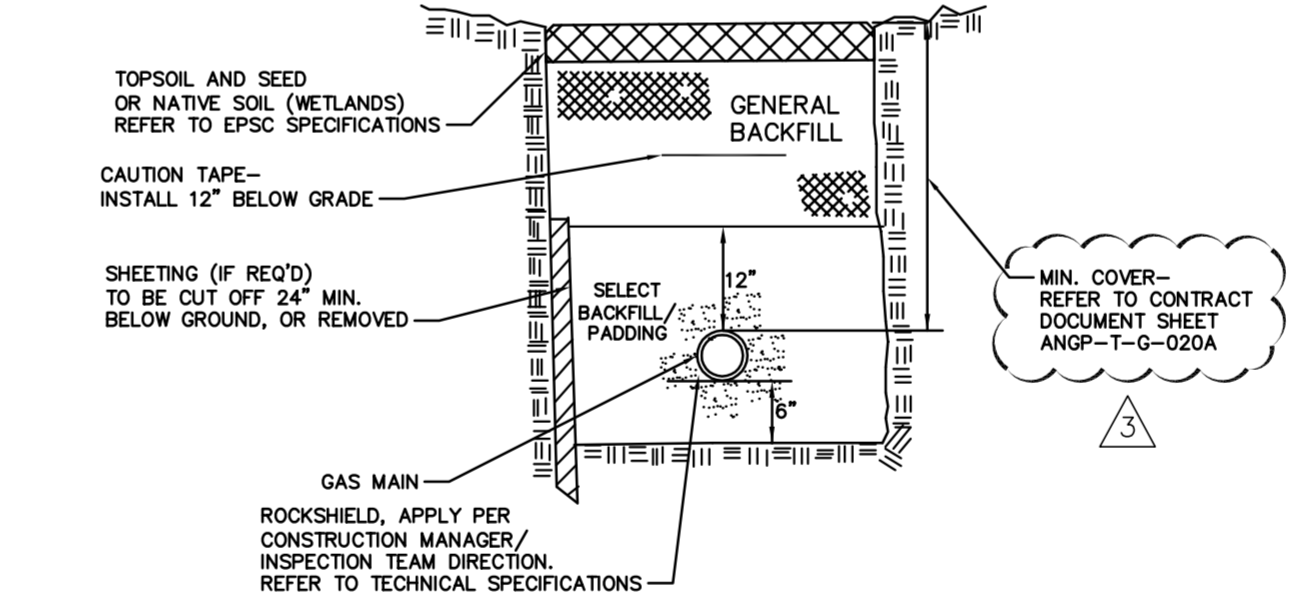 TOPSOIL AND SEED
OR NATIVE SOIL (WETLANDS)
REFER TO EPSC SPECIFICATIONS
GENERAL
BACKFILL
CAUTION TAPE-
INSTALL 12" BELOW GRADE
SHEETING (IF REQ'D)
TO BE CUT OFF 24" MIN.
BELOW GROUND, OR REMOVED
SELECT
BACKFILL/
PADDING
12"
6"
MIN. COVER-
REFER TO CONTRACT
DOCUMENT SHEET
ANGP-T-G-020A
3
GAS MAIN
ROCKSHIELD, APPLY PER
CONSTRUCTION MANAGER/
INSPECTION TEAM DIRECTION.
REFER TO TECHNICAL SPECIFICATIONS